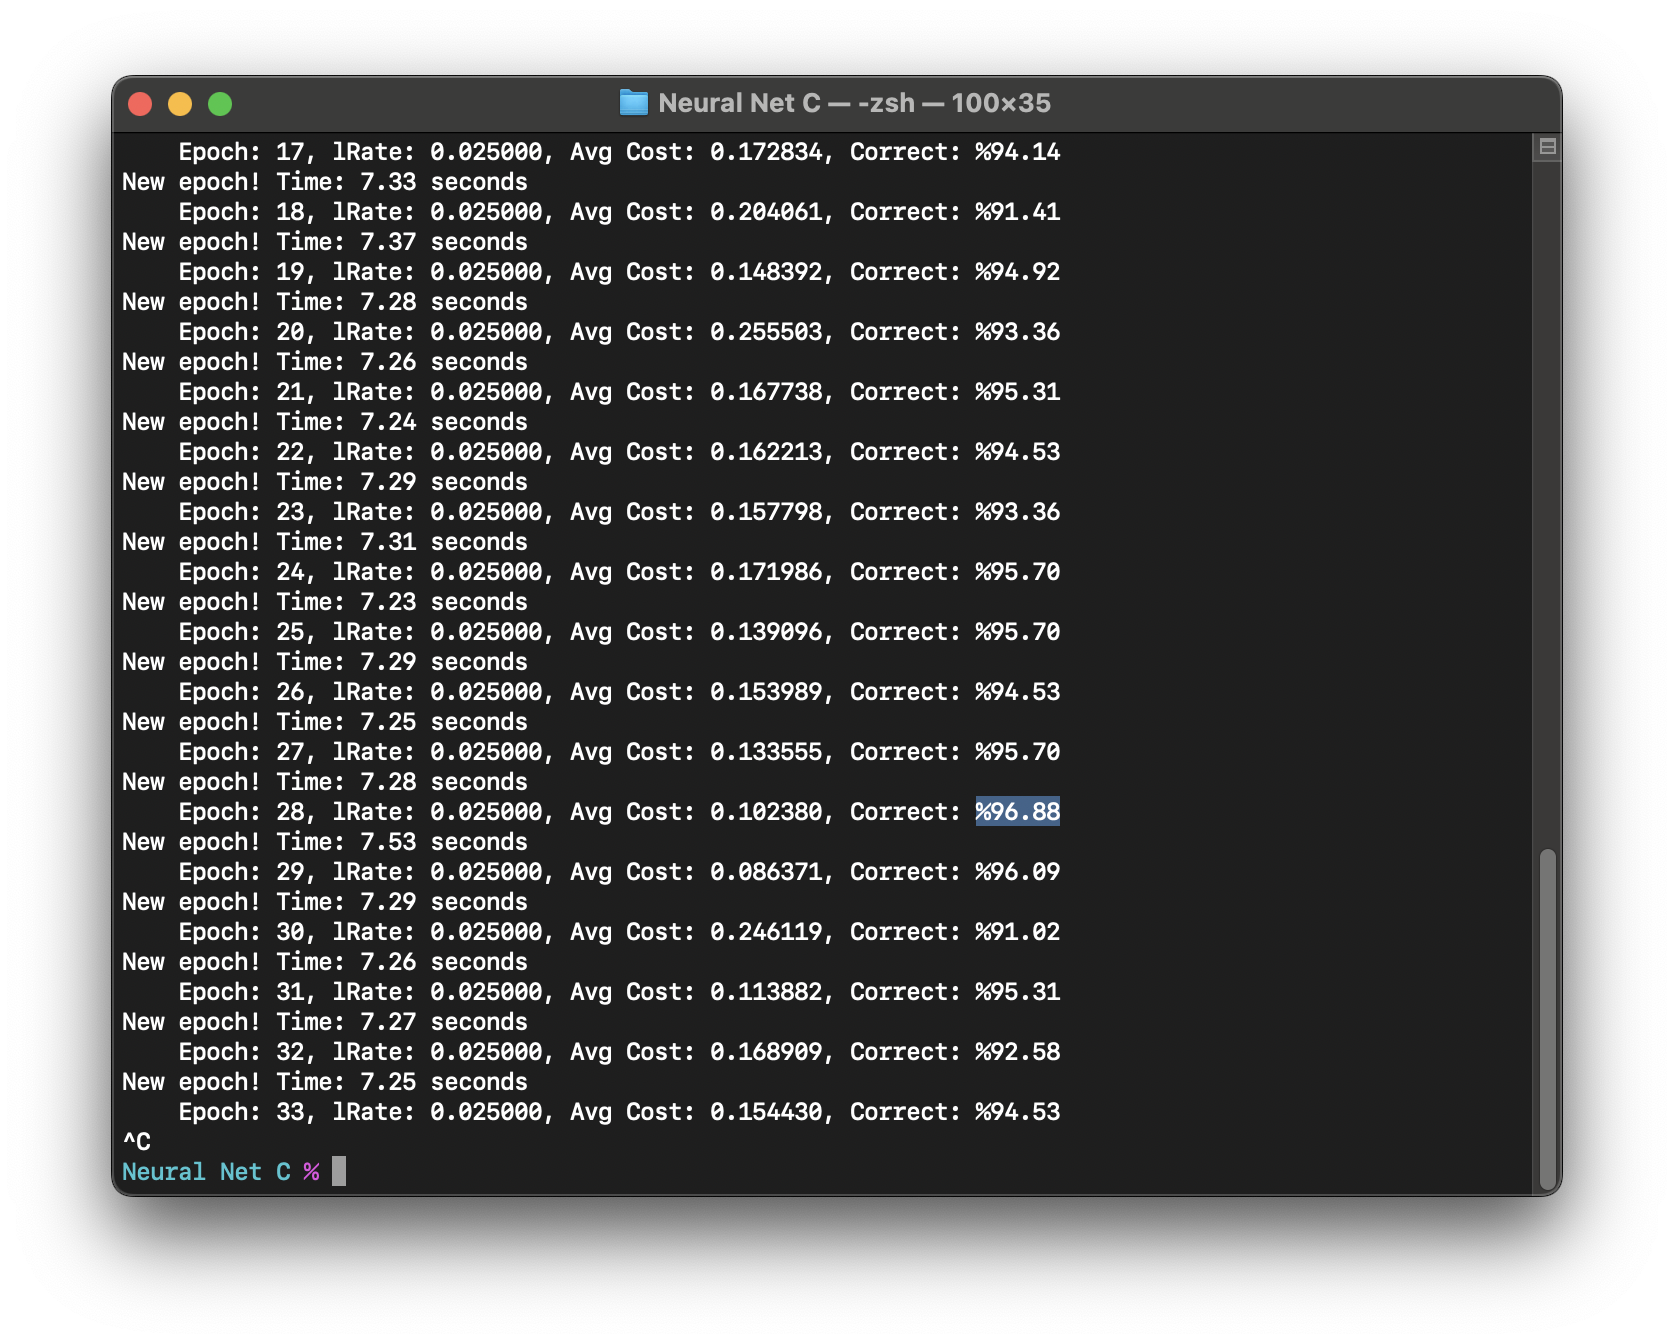 Neural Net C — -zsh — 100×35
Epoch: 17, lRate: 0.025000, Avg Cost: 0.172834, Correct: %94.14
New epoch! Time: 7.33 seconds
Epoch: 18, lRate: 0.025000, Avg Cost: 0.204061, Correct: %91.41
New epoch! Time: 7.37 seconds
Epoch: 19, lRate: 0.025000, Avg Cost: 0.148392, Correct: %94.92
New epoch! Time: 7.28 seconds
Epoch: 20, lRate: 0.025000, Avg Cost: 0.255503, Correct: %93.36
New epoch! Time: 7.26 seconds
Epoch: 21, lRate: 0.025000, Avg Cost: 0.167738, Correct: %95.31
New epoch! Time: 7.24 seconds
Epoch: 22, lRate: 0.025000, Avg Cost: 0.162213, Correct: %94.53
New epoch! Time: 7.29 seconds
Epoch: 23, lRate: 0.025000, Avg Cost: 0.157798, Correct: %93.36
New epoch! Time: 7.31 seconds
Epoch: 24, lRate: 0.025000, Avg Cost: 0.171986, Correct: %95.70
New epoch! Time: 7.23 seconds
Epoch: 25, lRate: 0.025000, Avg Cost: 0.139096, Correct: %95.70
New epoch! Time: 7.29 seconds
Epoch: 26, lRate: 0.025000, Avg Cost: 0.153989, Correct: %94.53
New epoch! Time: 7.25 seconds
Epoch: 27, lRate: 0.025000, Avg Cost: 0.133555, Correct: %95.70
New epoch! Time: 7.28 seconds
Epoch: 28, lRate: 0.025000, Avg Cost: 0.102380, Correct: %96.88
New epoch! Time: 7.53 seconds
Epoch: 29, lRate: 0.025000, Avg Cost: 0.086371, Correct: %96.09
New epoch! Time: 7.29 seconds
Epoch: 30, lRate: 0.025000, Avg Cost: 0.246119, Correct: %91.02
New epoch! Time: 7.26 seconds
Epoch: 31, lRate: 0.025000, Avg Cost: 0.113882, Correct: %95.31
New epoch! Time: 7.27 seconds
Epoch: 32, lRate: 0.025000, Avg Cost: 0.168909, Correct: %92.58
New epoch! Time: 7.25 seconds
Epoch: 33, lRate: 0.025000, Avg Cost: 0.154430, Correct: %94.53
^C
Neural Net C %